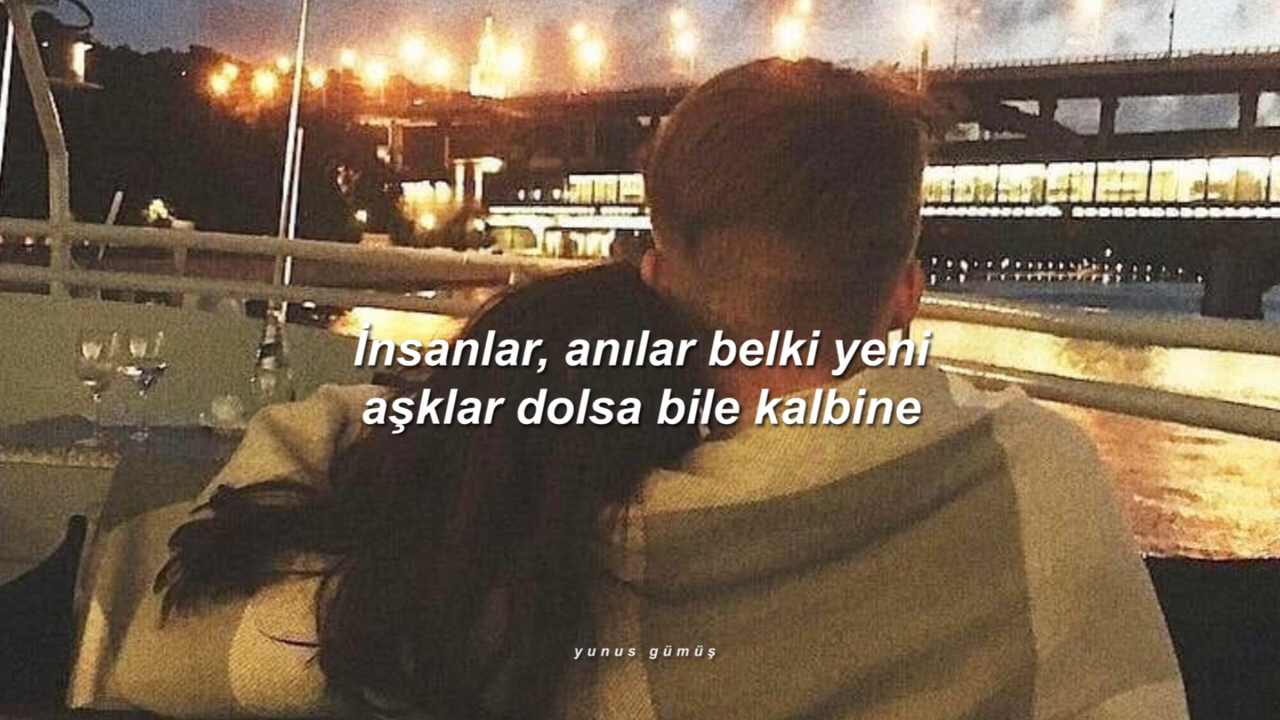 İnsanlar, anılar belki yeni
aşklar dolsa bile kalbine
yunus gümüş